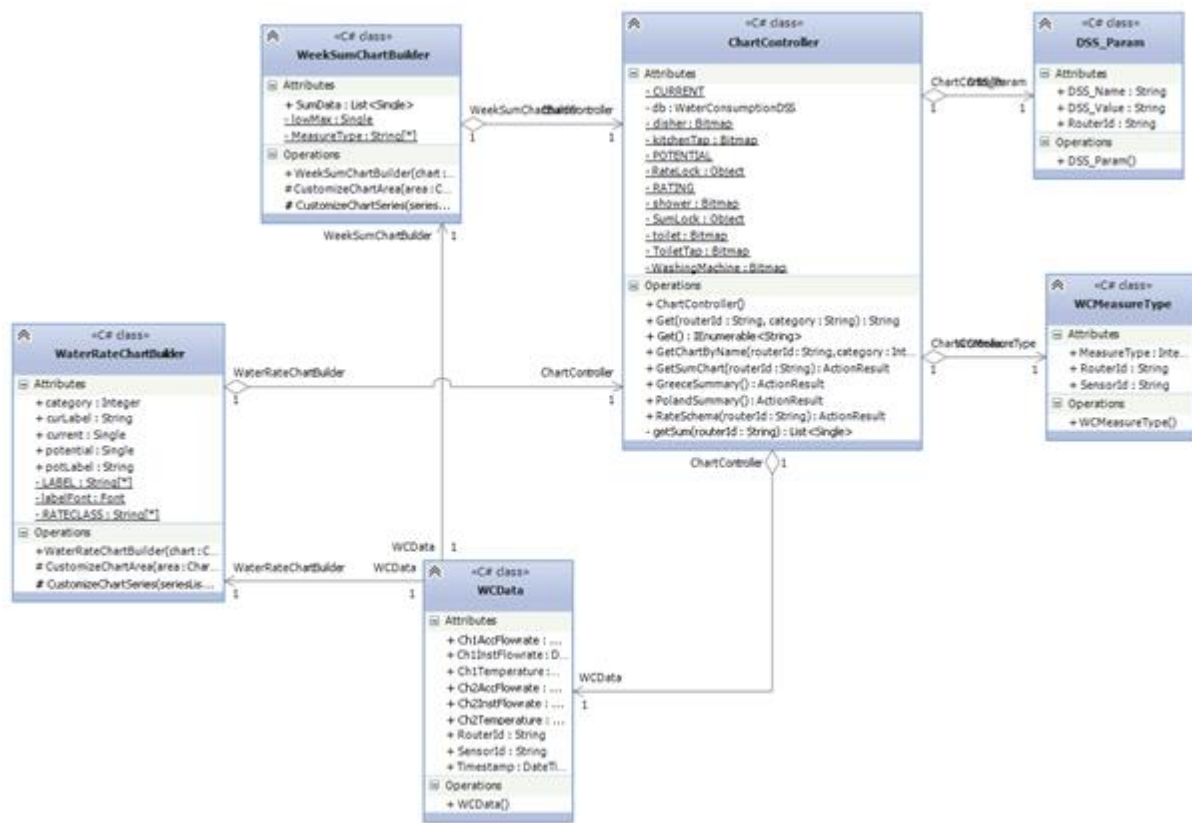 «C# class»
WeekSumChartBuilder
Attributes
+ SumData : List<Single>
- lowMax : Single
- MeasureType : String[*]
Operations
+ WeekSumChartBuilder(chart : ...
# CustomizeChartArea(area : C...
# CustomizeChartSeries(series...
«C# class»
ChartController
Attributes
- CURRENT
- db : WaterConsumptionDSS
- disher : Bitmap
- kitchenTap : Bitmap
- POTENTIAL
- RateLock : Object
- RATING
- shower : Bitmap
- SumLock : Object
- toilet : Bitmap
- ToiletTap : Bitmap
- WashingMachine : Bitmap
Operations
+ ChartController()
+ Get(routerId : String, category : String) : String
+ Get() : IEnumerable<String>
+ GetChartByName(routerId : String, category : Int...
+ GetSumChart(routerId : String) : ActionResult
+ GreeceSummary() : ActionResult
+ PolandSummary() : ActionResult
+ RateSchema(routerId : String) : ActionResult
- getSum(routerId : String) : List<Single>
«C# class»
DSS_Param
Attributes
+ DSS_Name : String
+ DSS_Value : String
+ RouterId : String
Operations
+ DSS_Param()
1
1
1
1
WeekSumChartBuilder 1
«C# class»
WCMeasureType
Attributes
+ MeasureType : Inte...
+ RouterId : String
+ SensorId : String
Operations
+ WCMeasureType()
1
1
«C# class»
WaterRateChartBuilder
Attributes
+ category : Integer
+ curLabel : String
+ current : Single
+ potential : Single
+ potLabel : String
- LABEL : String[*]
- labelFont : Font
- RATECLASS : String[*]
Operations
+ WaterRateChartBuilder(chart : C...
# CustomizeChartArea(area : Char...
# CustomizeChartSeries(seriesLis...
WaterRateChartBuilder
ChartController
1
1
ChartController 1
WCData 1
WaterRateChartBuilder WCData
1
1
«C# class»
WCData
Attributes
+ Ch1AccFlowrate : ...
+ Ch1InstFlowrate : D...
+ Ch1Temperature : ...
+ Ch2AccFlowrate : ...
+ Ch2InstFlowrate : ...
+ Ch2Temperature : ...
+ RouterId : String
+ SensorId : String
+ Timestamp : DateTi...
Operations
+ WCData()
WCData
1